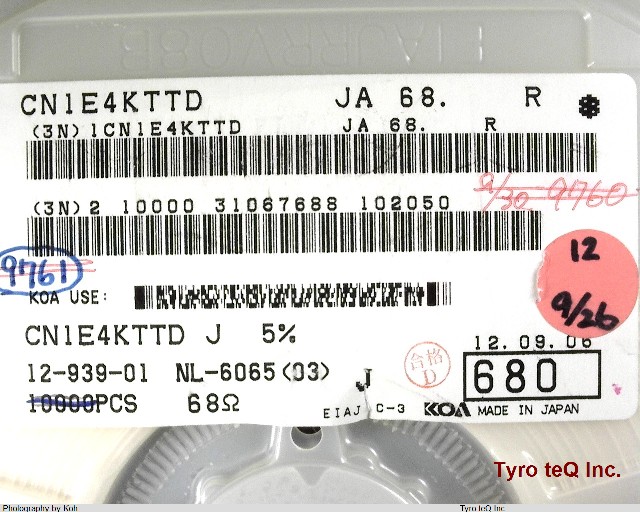 EIAJRRV08B
CN1E4KTTD JA 68. R *
(3N)1CN1E4KTTD JA 68. R
9/30 9760
(3N)2 10000 31067688 102050
9761
12
9/26
KOA USE:
CN1E4KTTD J 5%
12.09.06
12-939-01 NL-6065(03) J
合格
D
680
10000PCS 68Ω
EIAJ C-3 KOA MADE IN JAPAN
Tyro teQ Inc.
Photography by Koh Tyro teQ Inc